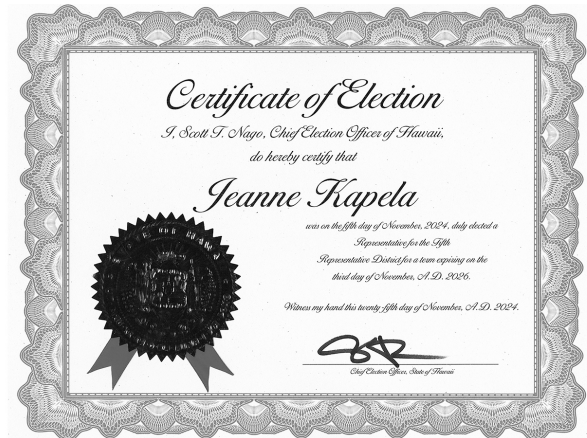 Certificate of Election
I, Scott T. Nago, Chief Election Officer of Hawaii,
do hereby certify that
Jeanne Kapela
was on the fifth day of November, 2024, duly elected a
Representative for the Fifth
Representative District for a term expiring on the
third day of November, A.D. 2026.
Witness my hand this twenty-fifth day of November, A.D. 2024.
Chief Election Officer, State of Hawaii